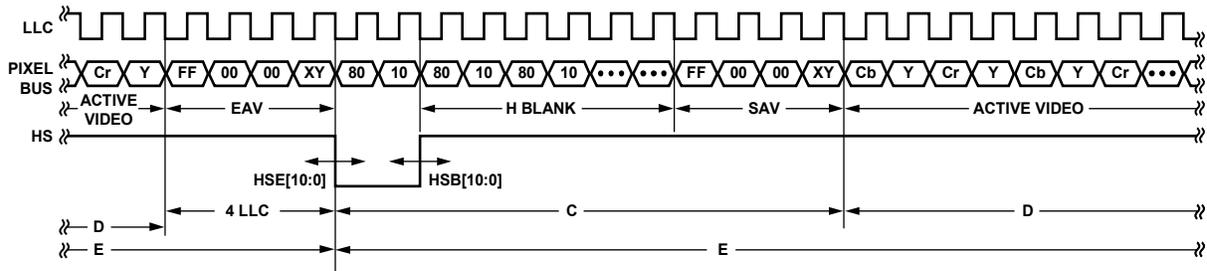 LLC
PIXEL BUS Cr Y FF 00 00 XY 80 10 80 10 80 10 ••• ••• FF 00 00 XY Cb Y Cr Y Cb Y Cr •••
ACTIVE VIDEO EAV H BLANK SAV ACTIVE VIDEO
HS
HSE[10:0] HSB[10:0]
4 LLC C D
D
E E